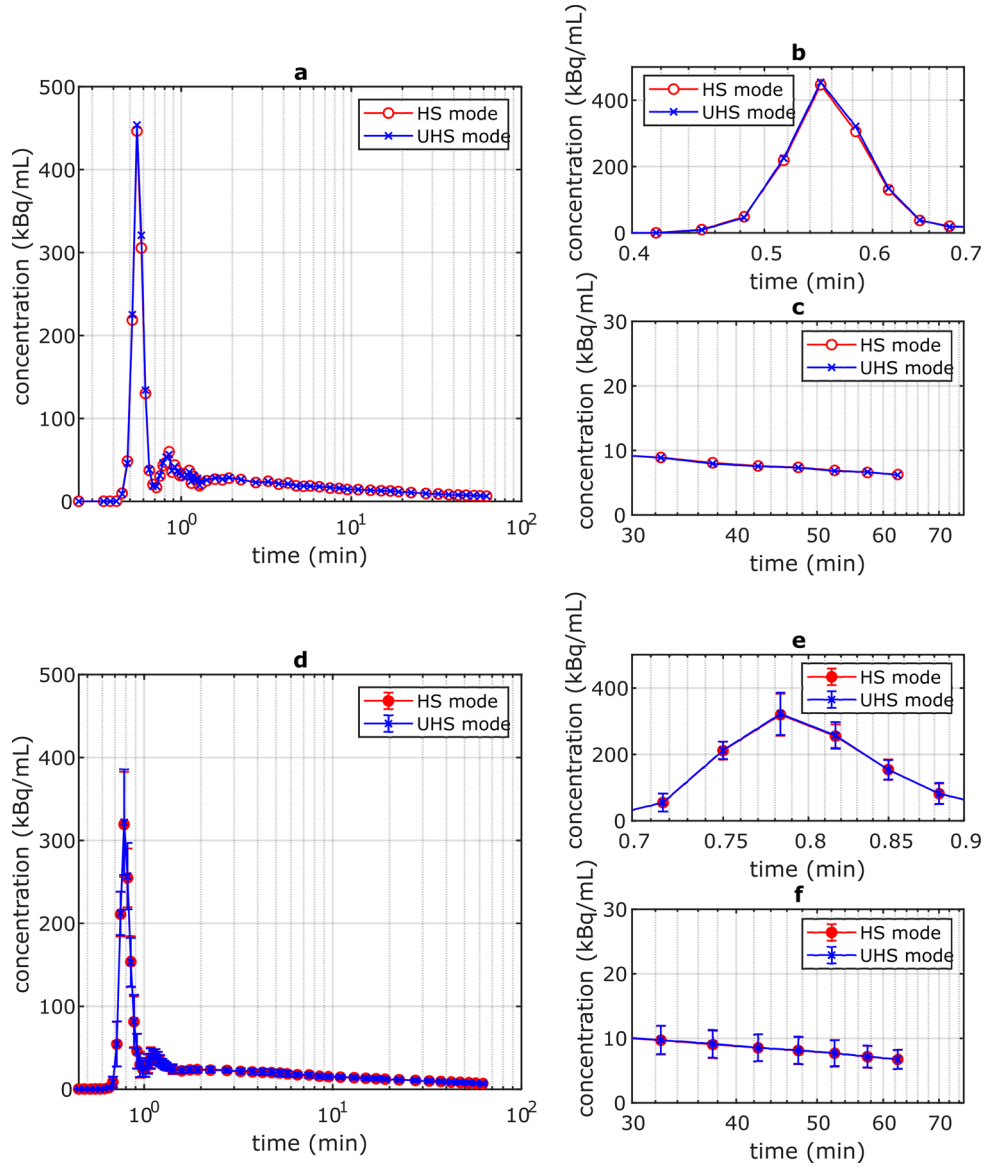 a
500
400
300
200
100
0
10⁰
10¹
10²
time (min)
concentration (kBq/mL)
HS mode
UHS mode
b
400
200
0
0.4
0.5
0.6
0.7
time (min)
concentration (kBq/mL)
HS mode
UHS mode
c
30
20
10
0
30
40
50
60
70
time (min)
concentration (kBq/mL)
HS mode
UHS mode
d
500
400
300
200
100
0
10⁰
10¹
10²
time (min)
concentration (kBq/mL)
HS mode
UHS mode
e
400
200
0
0.7
0.75
0.8
0.85
0.9
time (min)
concentration (kBq/mL)
HS mode
UHS mode
f
30
20
10
0
30
40
50
60
70
time (min)
concentration (kBq/mL)
HS mode
UHS mode